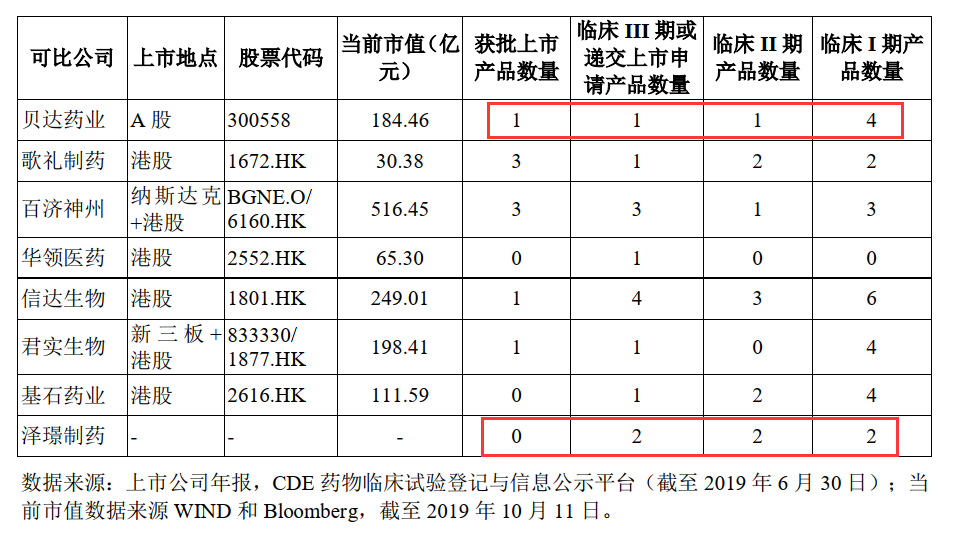 可比公司 上市地点 股票代码 当前市值（亿元） 获批上市产品数量 临床 III 期或递交上市申请产品数量 临床 II 期产品数量 临床 I 期产品数量
贝达药业 A 股 300558 184.46 1 1 1 4
歌礼制药 港股 1672.HK 30.38 3 1 2 2
百济神州 纳斯达克+港股 BGNE.O/6160.HK 516.45 3 3 1 3
华领医药 港股 2552.HK 65.30 0 1 0 0
信达生物 港股 1801.HK 249.01 1 4 3 6
君实生物 新三板+港股 833330/1877.HK 198.41 1 1 0 4
基石药业 港股 2616.HK 111.59 0 1 2 4
泽璟制药 - - - 0 2 2 2
数据来源：上市公司年报，CDE 药物临床试验登记与信息公示平台（截至 2019 年 6 月 30 日）；当
前市值数据来源 WIND 和 Bloomberg，截至 2019 年 10 月 11 日。